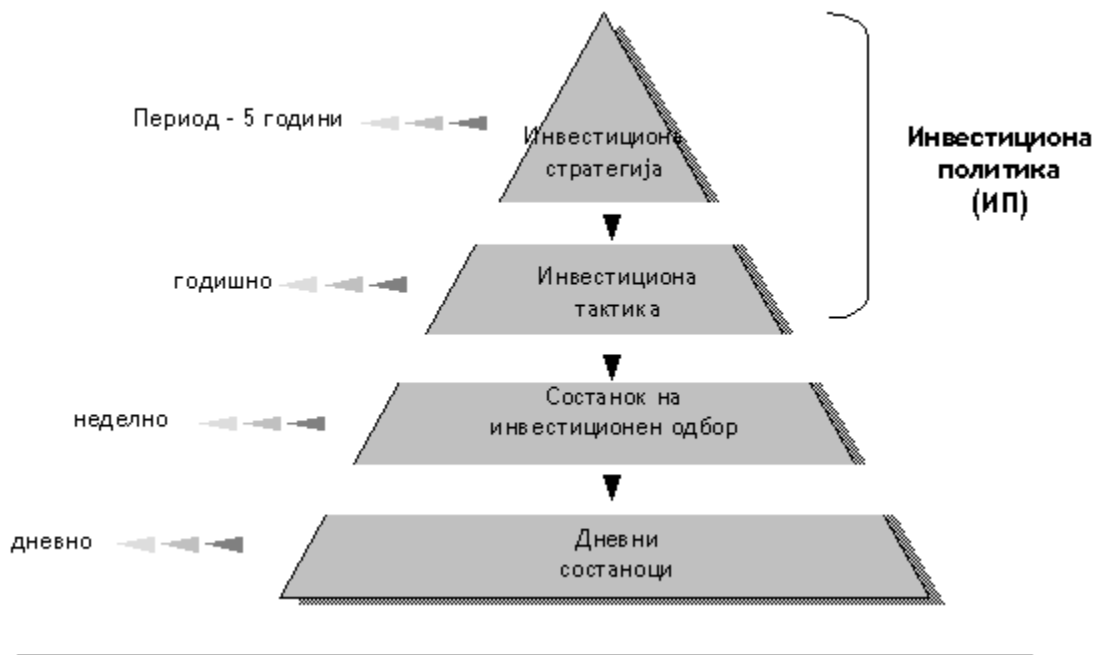 Период - 5 години
Инвестициона
стратегија
Инвестициона
политика
(ИП)
годишно
Инвестициона
тактика
неделно
Состанок на
инвестиционен одбор
дневно
Дневни
состаноци